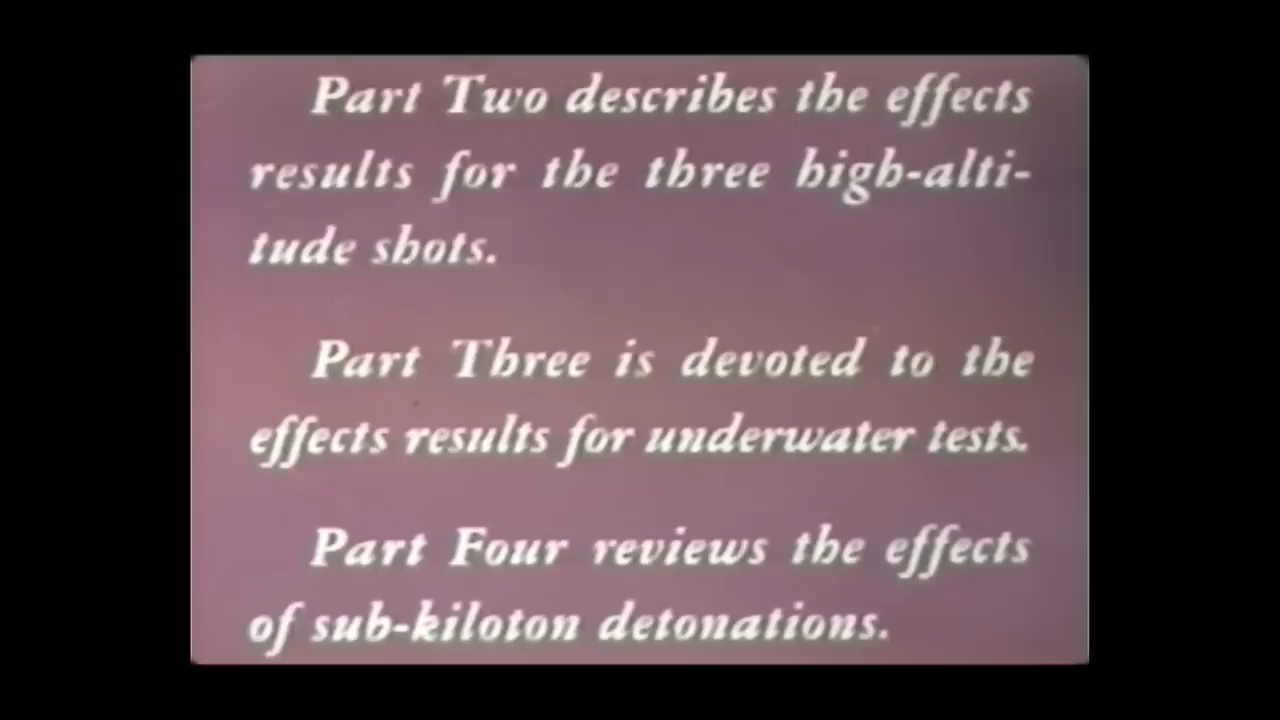 Part Two describes the effects
results for the three high-alti-
tude shots.
Part Three is devoted to the
effects results for underwater tests.
Part Four reviews the effects
of sub-kiloton detonations.